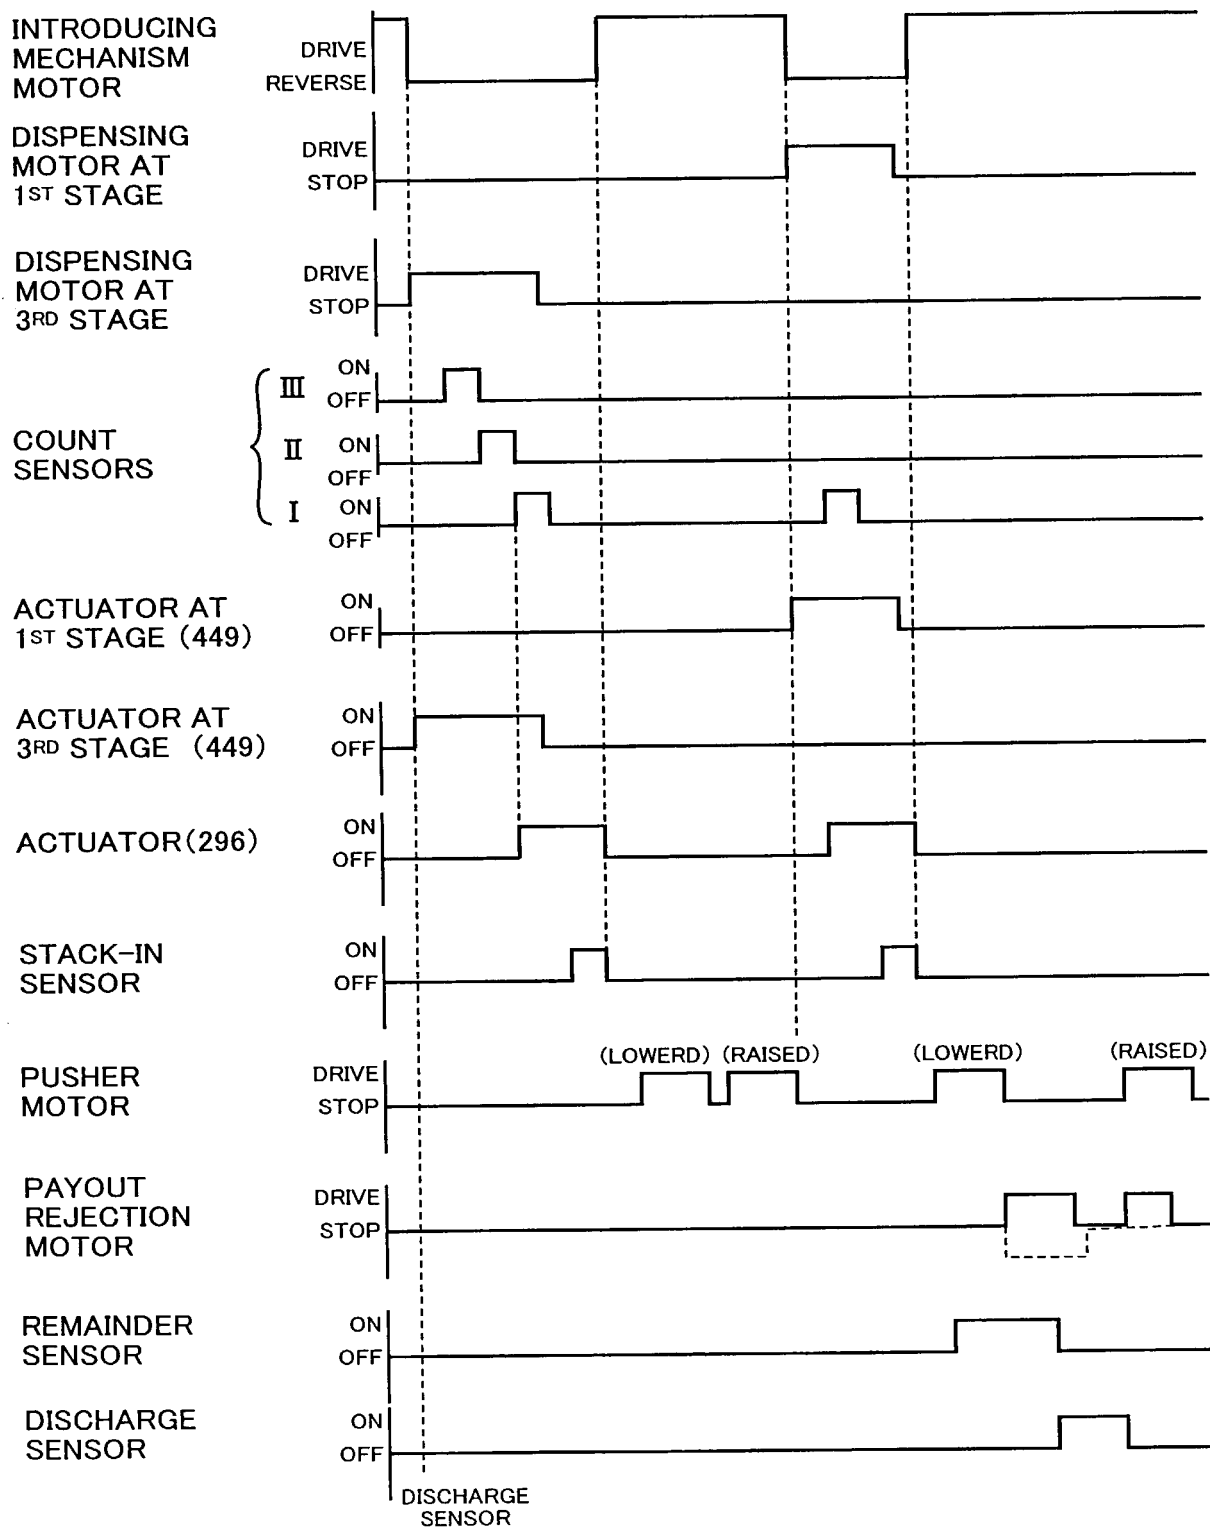 INTRODUCING
MECHANISM
MOTOR
DRIVE
REVERSE
DISPENSING
MOTOR AT
1ST STAGE
DRIVE
STOP
DISPENSING
MOTOR AT
3RD STAGE
DRIVE
STOP
COUNT
SENSORS
III
ON
OFF
II
ON
OFF
I
ON
OFF
ACTUATOR AT
1ST STAGE (449)
ON
OFF
ACTUATOR AT
3RD STAGE (449)
ON
OFF
ACTUATOR(296)
ON
OFF
STACK-IN
SENSOR
ON
OFF
PUSHER
MOTOR
DRIVE
STOP
(LOWERD) (RAISED) (LOWERD) (RAISED)
PAYOUT
REJECTION
MOTOR
DRIVE
STOP
REMAINDER
SENSOR
ON
OFF
DISCHARGE
SENSOR
ON
OFF
DISCHARGE
SENSOR